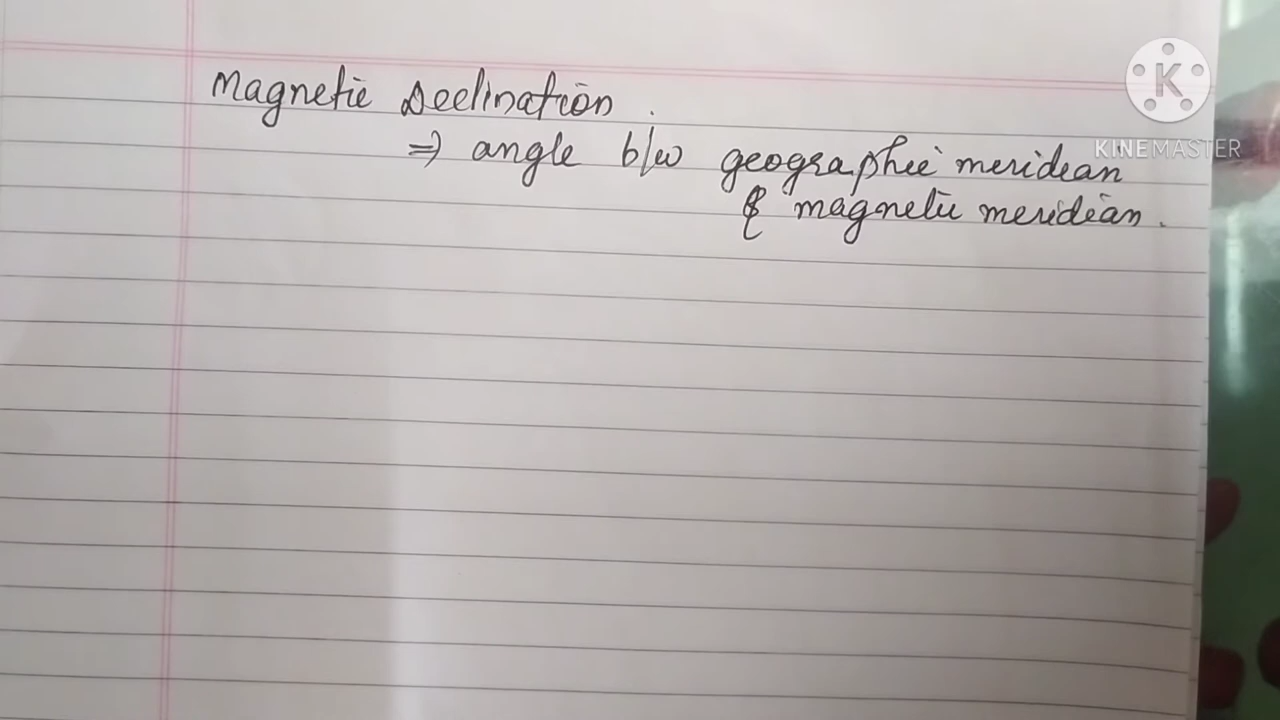 Magnetic Declination.
⇒ angle b/w geographic meridean
& magnetic meridean.
K
KINEMASTER